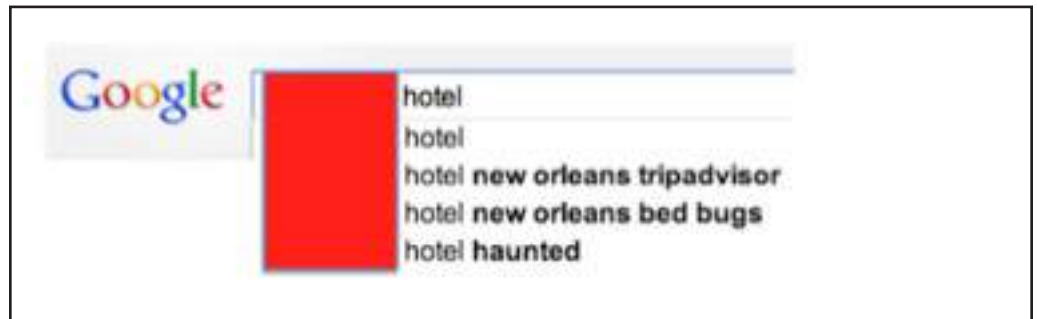 Google
hotel
hotel
hotel new orleans tripadvisor
hotel new orleans bed bugs
hotel haunted